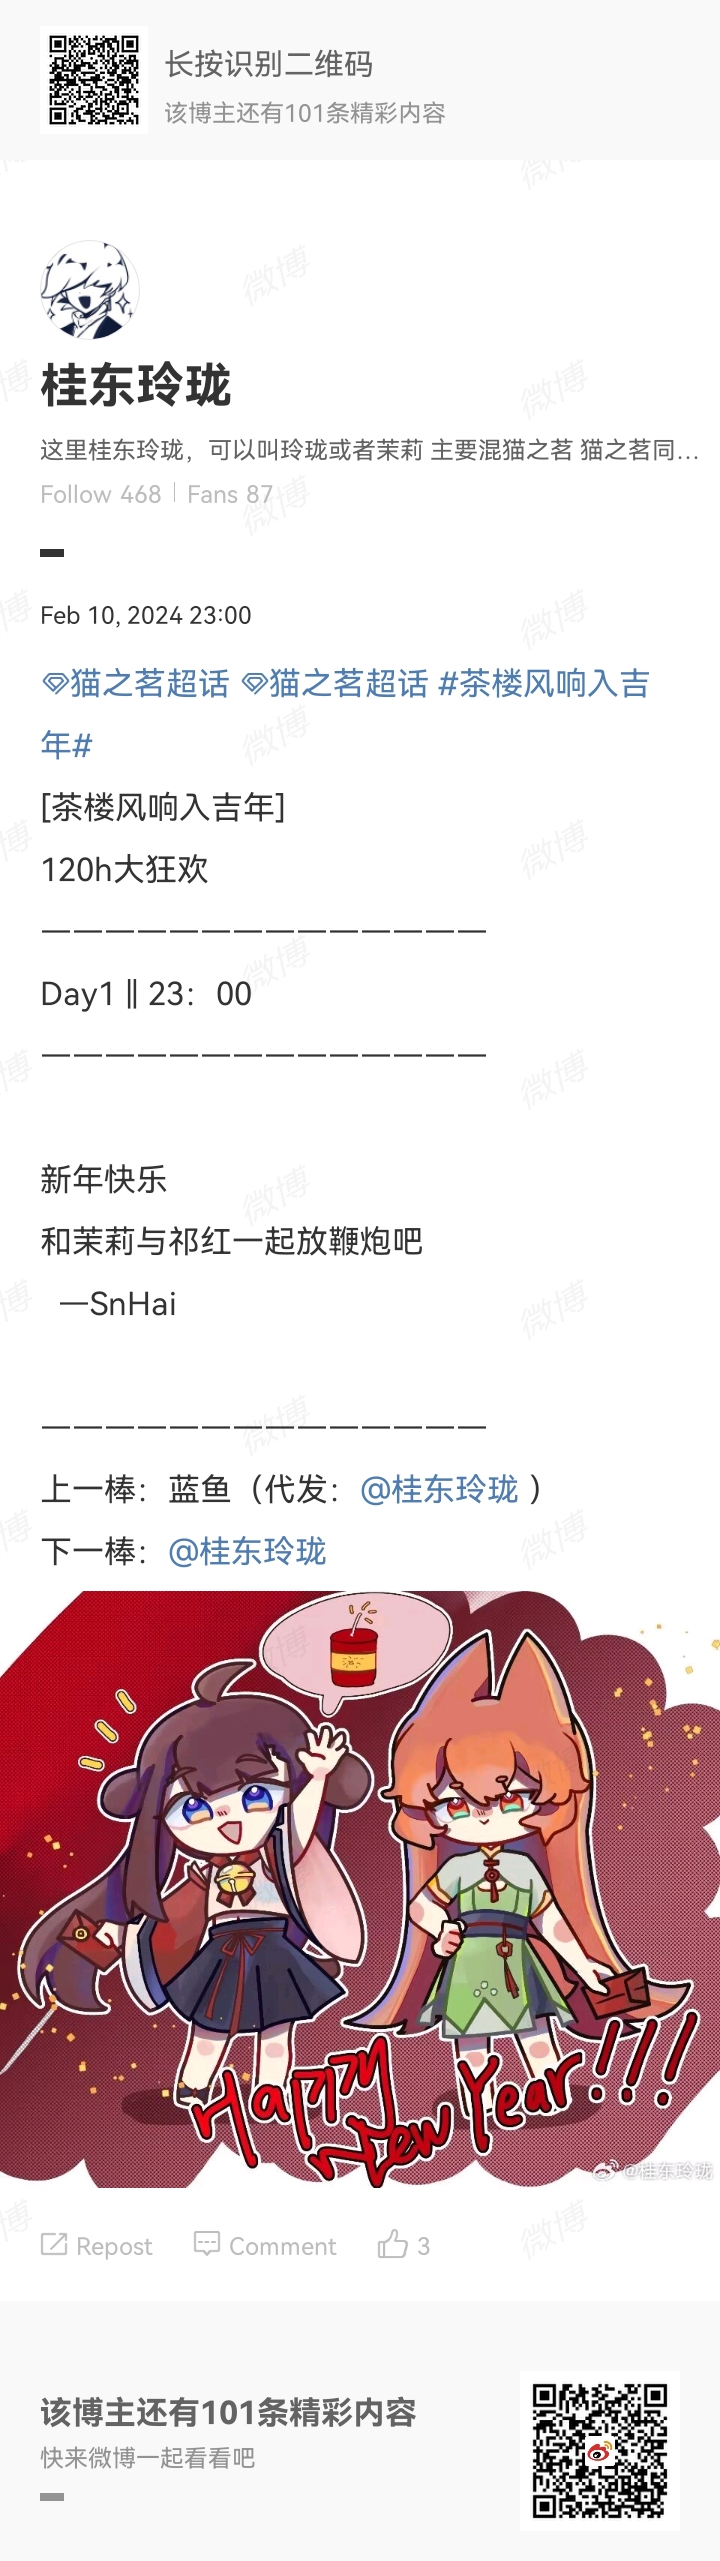 长按识别二维码
该博主还有101条精彩内容
桂东玲珑
这里桂东玲珑，可以叫玲珑或者茉莉 主要混猫之茗 猫之茗同…
Follow 468 | Fans 87
Feb 10, 2024 23:00
猫之茗超话 猫之茗超话 #茶楼风响入吉
年#
[茶楼风响入吉年]
120h大狂欢
——————————————
Day1 || 23：00
——————————————
新年快乐
和茉莉与祁红一起放鞭炮吧
—SnHai
——————————————
上一棒：蓝鱼（代发：@桂东玲珑 ）
下一棒：@桂东玲珑
Happy
New Year!!!
@桂东玲珑
Repost Comment 3
该博主还有101条精彩内容
快来微博一起看看吧
微博